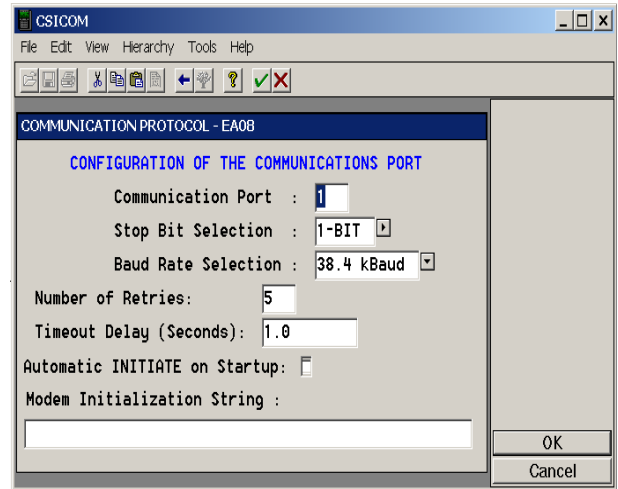 CSICOM
File Edit View Hierarchy Tools Help
COMMUNICATION PROTOCOL - EA08
CONFIGURATION OF THE COMMUNICATIONS PORT
Communication Port : 1
Stop Bit Selection : 1-BIT
Baud Rate Selection : 38.4 kBaud
Number of Retries: 5
Timeout Delay (Seconds): 1.0
Automatic INITIATE on Startup:
Modem Initialization String :
OK
Cancel